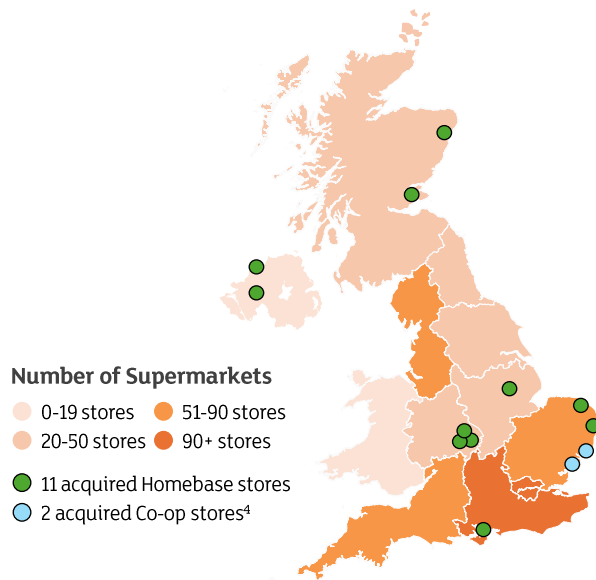 Number of Supermarkets
0-19 stores
51-90 stores
20-50 stores
90+ stores
11 acquired Homebase stores
2 acquired Co-op stores⁴